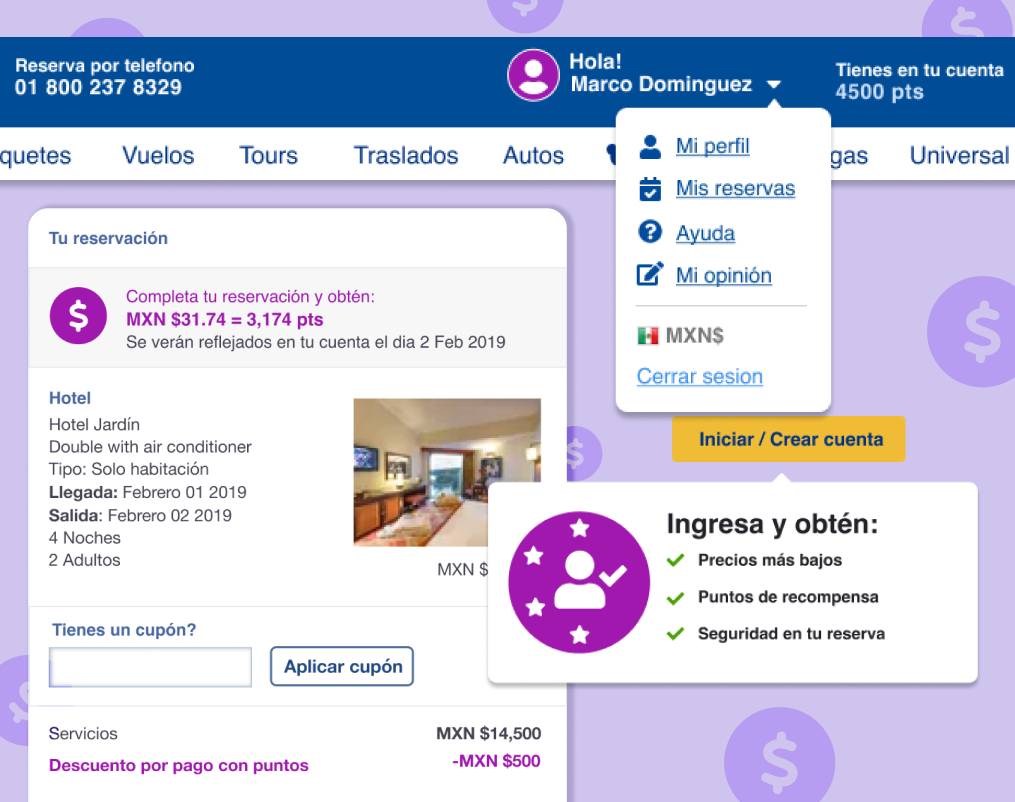 Reserva por telefono
01 800 237 8329
Hola!
Marco Dominguez
Tienes en tu cuenta
4500 pts
quetes Vuelos Tours Traslados Autos gas Universal
Mi perfil
Mis reservas
Ayuda
Mi opinión
MXN$
Cerrar sesion
Tu reservación
$
Completa tu reservación y obtén:
MXN $31.74 = 3,174 pts
Se verán reflejados en tu cuenta el dia 2 Feb 2019
Hotel
Hotel Jardín
Double with air conditioner
Tipo: Solo habitación
Llegada: Febrero 01 2019
Salida: Febrero 02 2019
4 Noches
2 Adultos
MXN $
Iniciar / Crear cuenta
Ingresa y obtén:
Precios más bajos
Puntos de recompensa
Seguridad en tu reserva
Tienes un cupón?
Aplicar cupón
Servicios MXN $14,500
Descuento por pago con puntos -MXN $500